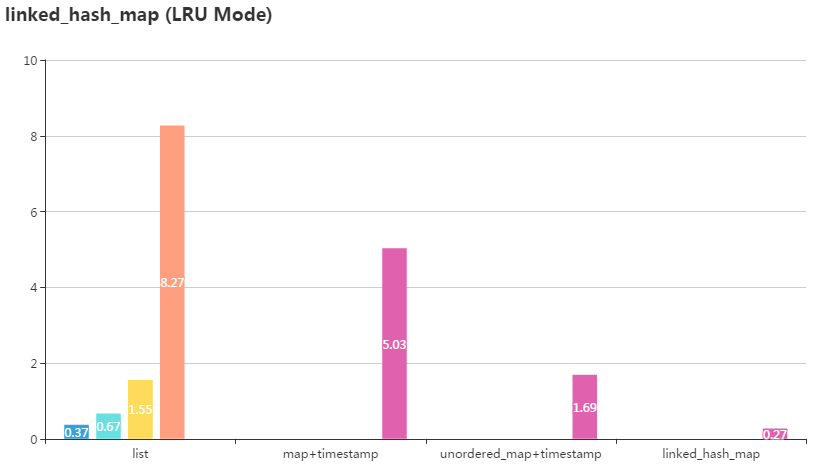 linked_hash_map (LRU Mode)
10
8
6
4
2
0
0.37
0.67
1.55
8.27
5.03
1.69
0.27
list
map+timestamp
unordered_map+timestamp
linked_hash_map